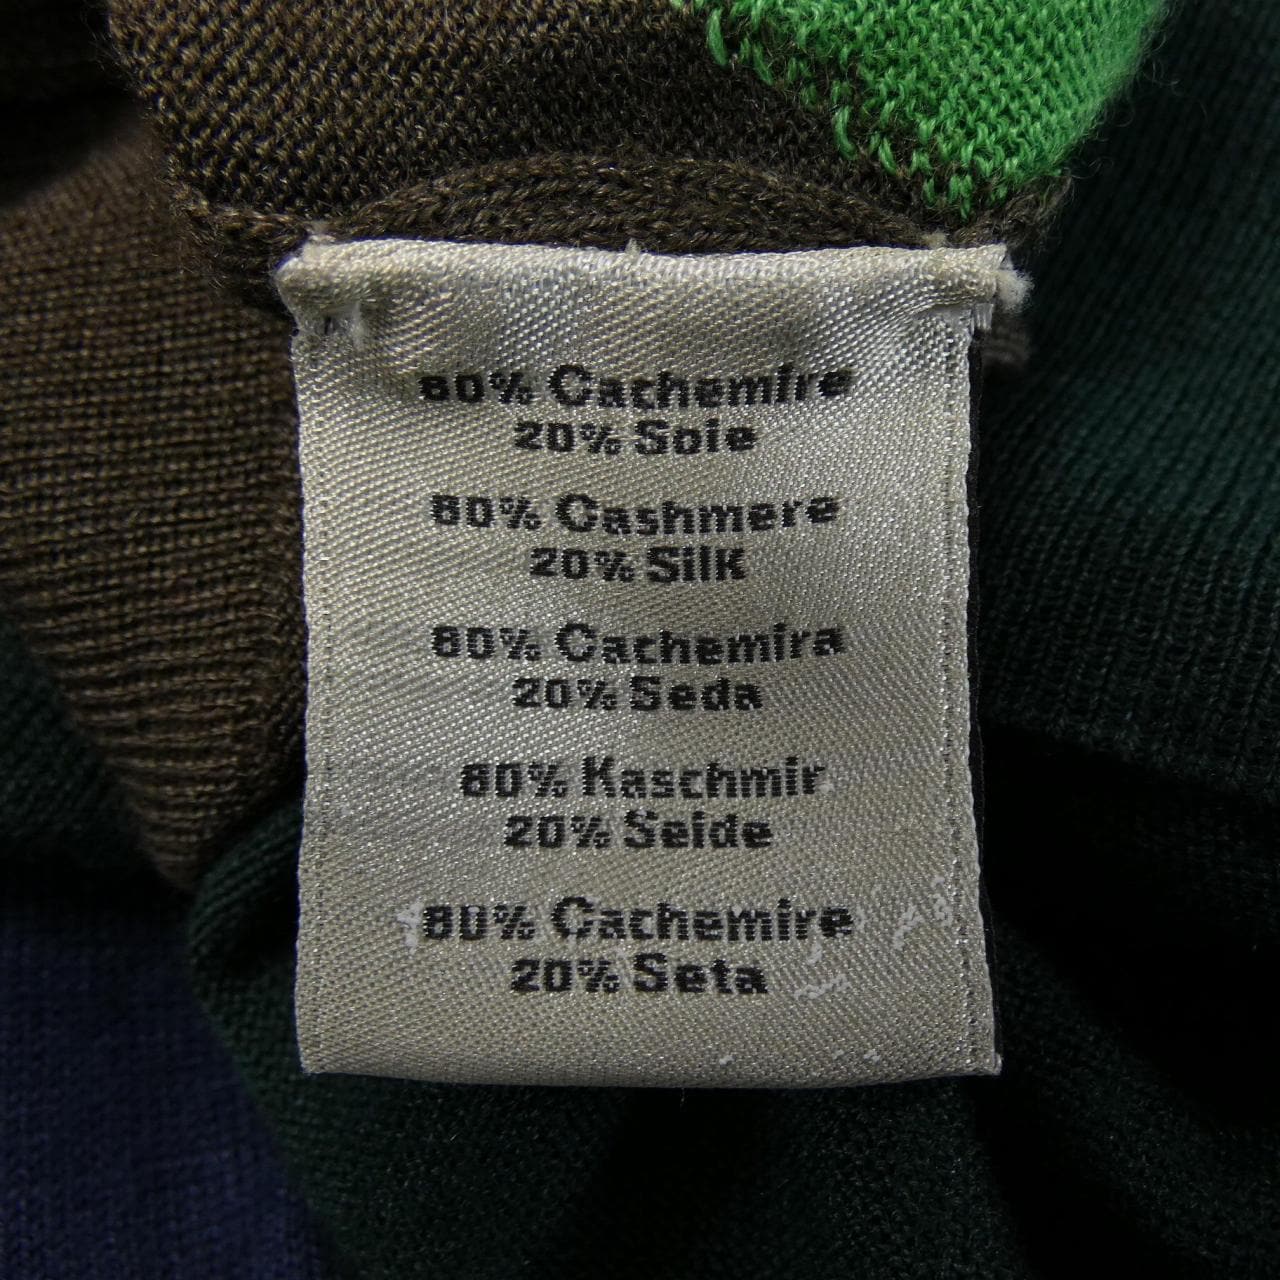 80% Cachemire
20% Soie
80% Cashmere
20% Silk
80% Cachemira
20% Seda
80% Kaschmir
20% Seide
80% Cachemire
20% Seta